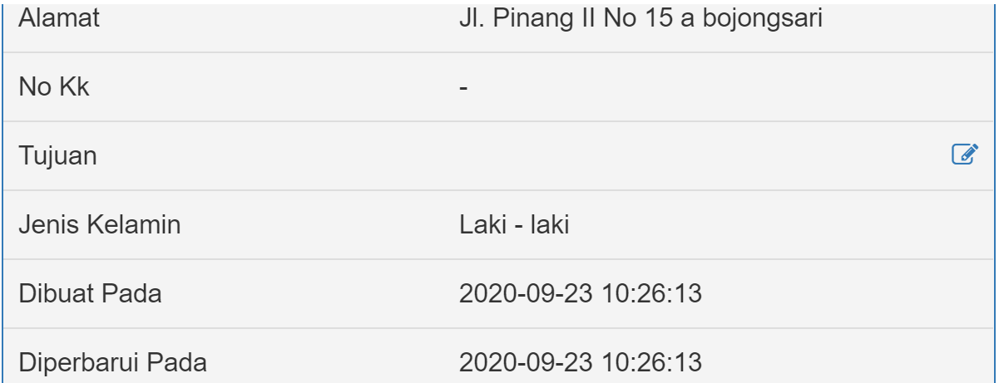 Alamat Jl. Pinang II No 15 a bojongsari
No Kk -
Tujuan
Jenis Kelamin Laki - laki
Dibuat Pada 2020-09-23 10:26:13
Diperbarui Pada 2020-09-23 10:26:13